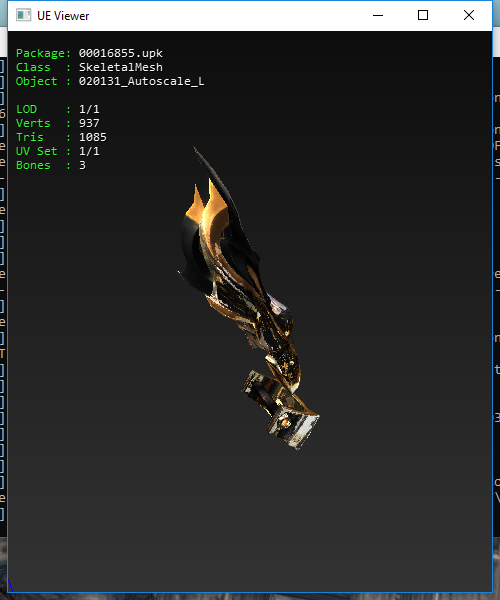 UE Viewer
Package: 00016855.upk
Class : SkeletalMesh
Object : 020131_Autoscale_L
LOD : 1/1
Verts : 937
Tris : 1085
UV Set : 1/1
Bones : 3